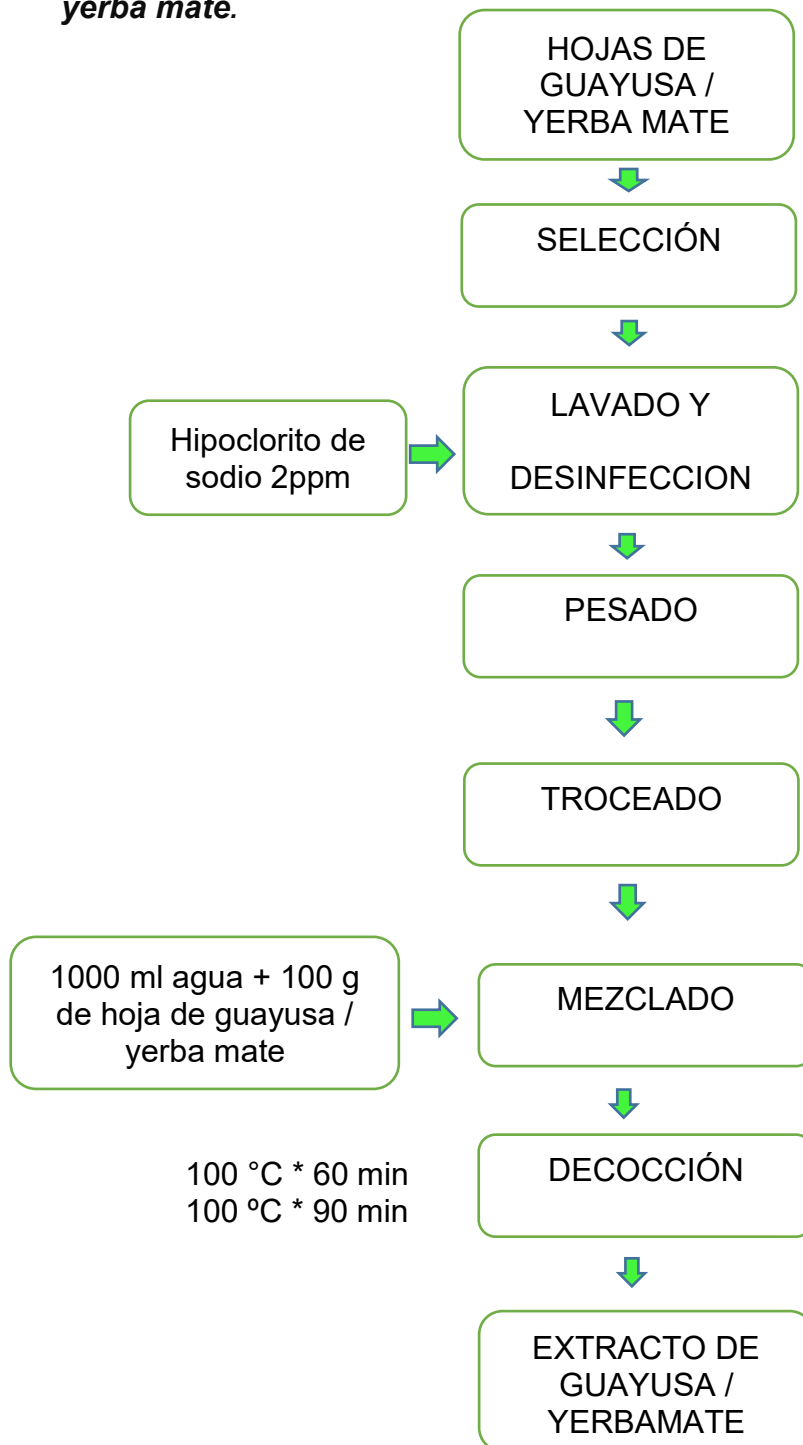 yerba mate.
HOJAS DE
GUAYUSA /
YERBA MATE
SELECCIÓN
Hipoclorito de
sodio 2ppm
LAVADO Y
DESINFECCION
PESADO
TROCEADO
1000 ml agua + 100 g
de hoja de guayusa /
yerba mate
MEZCLADO
100 °C * 60 min
100 ºC * 90 min
DECOCCIÓN
EXTRACTO DE
GUAYUSA /
YERBAMATE